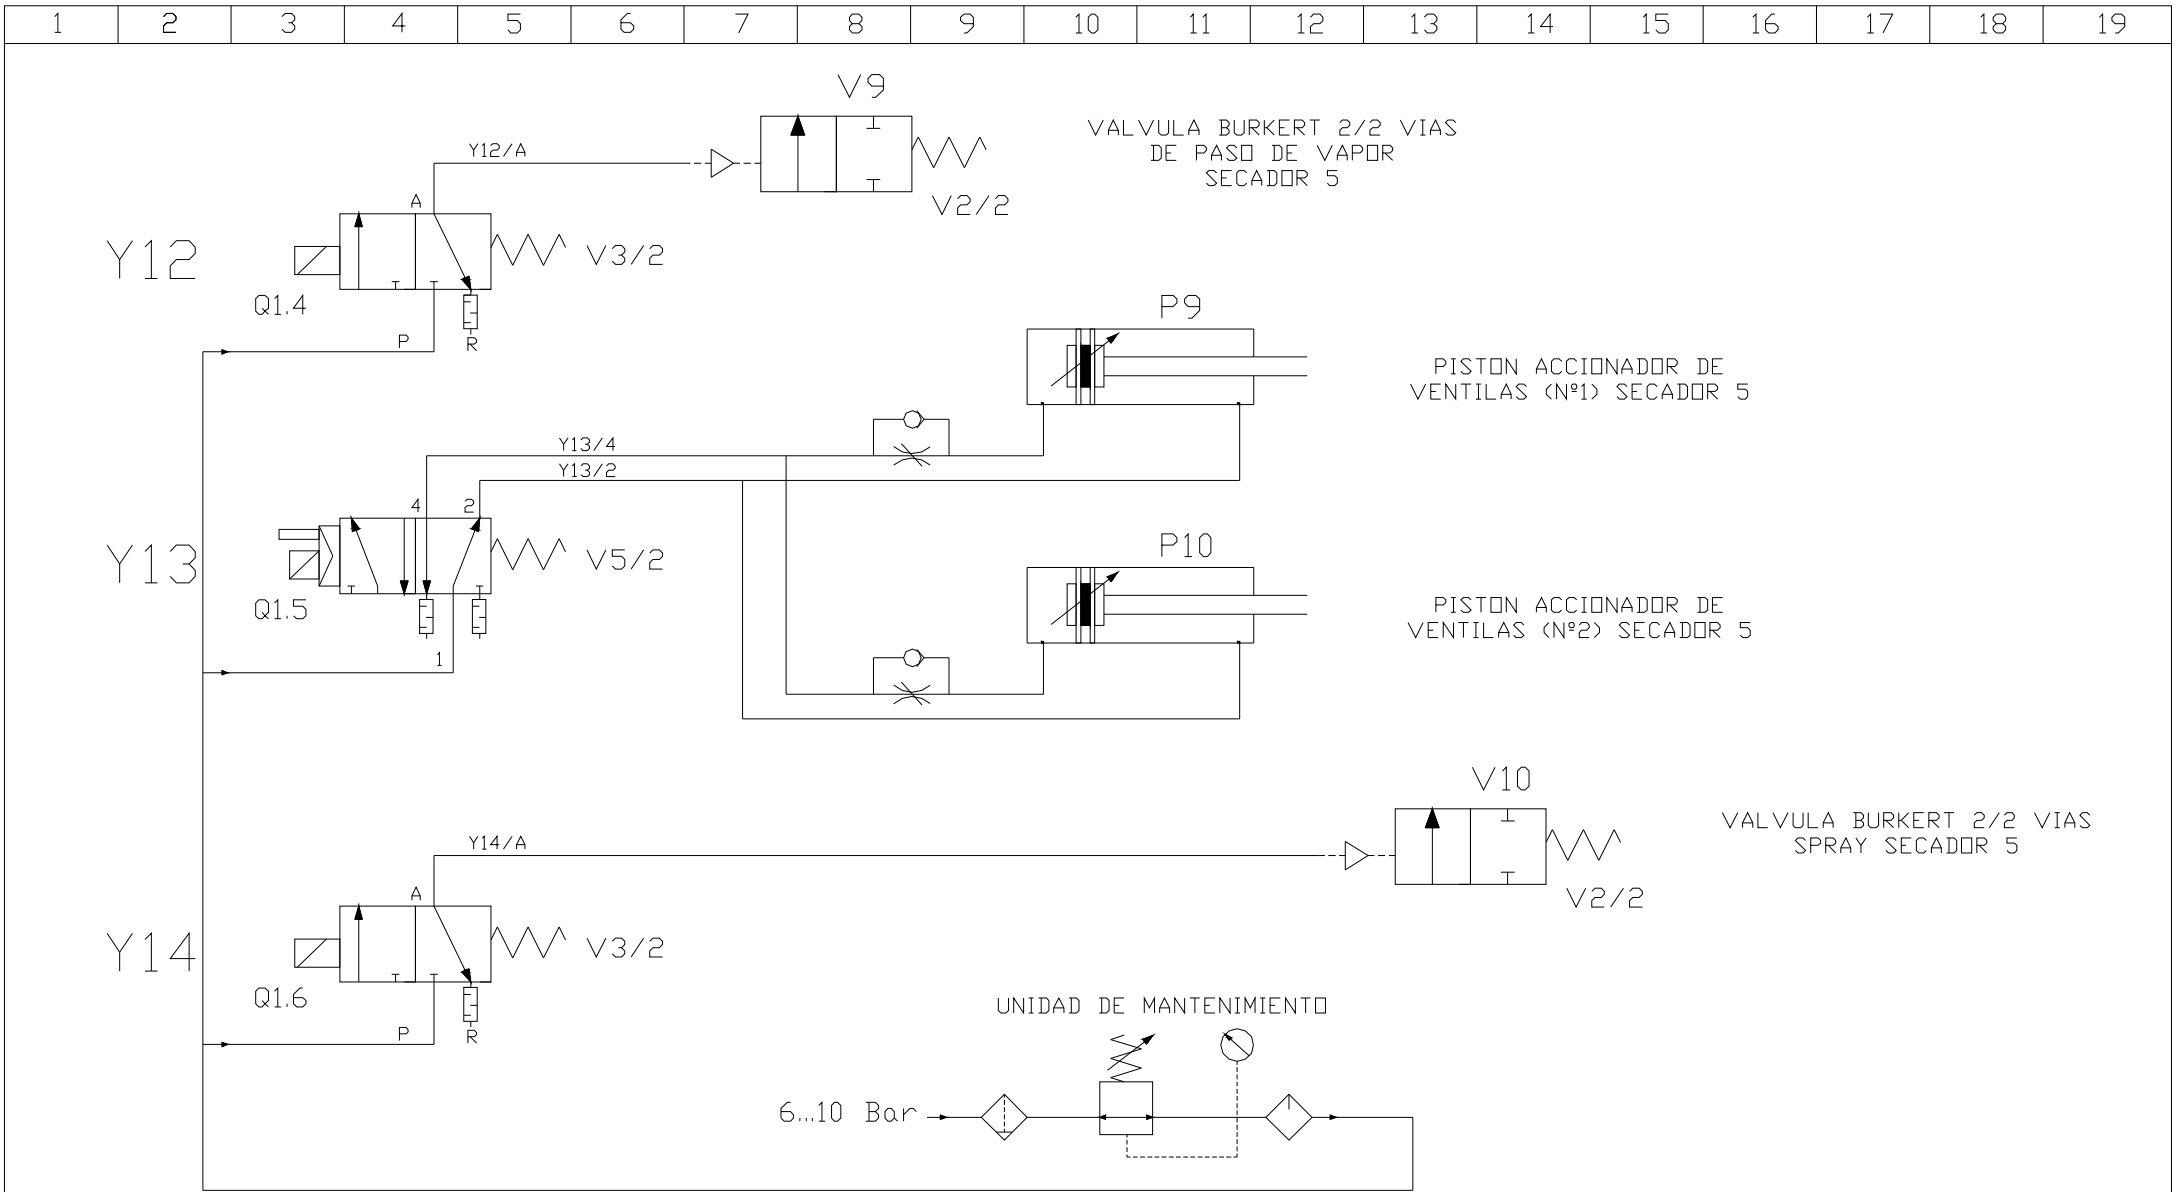 1 2 3 4 5 6 7 8 9 10 11 12 13 14 15 16 17 18 19
V9
VALVULA BURKERT 2/2 VIAS
DE PASO DE VAPOR
SECADOR 5
Y12/A
V2/2
A
Y12
V3/2
Q1.4
P
R
P9
PISTON ACCIONADOR DE
VENTILAS (Nº1) SECADOR 5
Y13/4
Y13/2
4 2
Y13
V5/2
Q1.5
1
P10
PISTON ACCIONADOR DE
VENTILAS (Nº2) SECADOR 5
V10
VALVULA BURKERT 2/2 VIAS
SPRAY SECADOR 5
Y14/A
V2/2
A
Y14
V3/2
Q1.6
P
R
UNIDAD DE MANTENIMIENTO
6...10 Bar